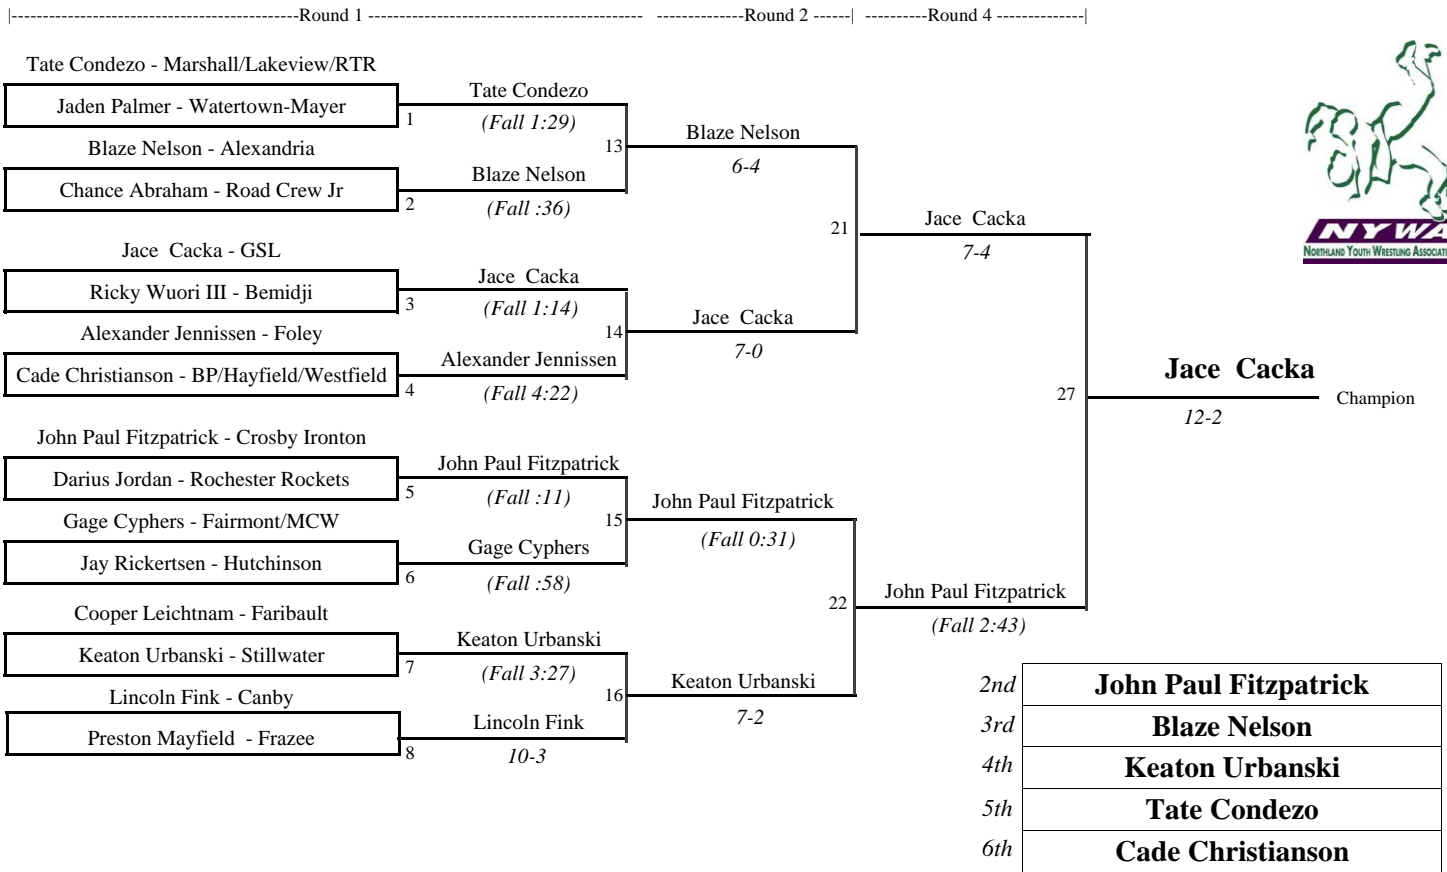 |-----------------------------------------------Round 1 --------------------------------------------- --------------Round 2 ------| ----------Round 4 --------------|
Tate Condezo - Marshall/Lakeview/RTR
Jaden Palmer - Watertown-Mayer
1
Tate Condezo
(Fall 1:29)
Blaze Nelson - Alexandria
Chance Abraham - Road Crew Jr
2
Blaze Nelson
(Fall :36)
13
Blaze Nelson
6-4
Jace  Cacka - GSL
Ricky Wuori III - Bemidji
3
Jace  Cacka
(Fall 1:14)
Alexander Jennissen - Foley
Cade Christianson - BP/Hayfield/Westfield
4
Alexander Jennissen
(Fall 4:22)
14
Jace  Cacka
7-0
21
Jace  Cacka
7-4
John Paul Fitzpatrick - Crosby Ironton
Darius Jordan - Rochester Rockets
5
John Paul Fitzpatrick
(Fall :11)
Gage Cyphers - Fairmont/MCW
Jay Rickertsen - Hutchinson
6
Gage Cyphers
(Fall :58)
15
John Paul Fitzpatrick
(Fall 0:31)
Cooper Leichtnam - Faribault
Keaton Urbanski - Stillwater
7
Keaton Urbanski
(Fall 3:27)
Lincoln Fink - Canby
Preston Mayfield  - Frazee
8
Lincoln Fink
10-3
16
Keaton Urbanski
7-2
22
John Paul Fitzpatrick
(Fall 2:43)
27
Jace  Cacka
12-2
Champion
NYWA
NORTHLAND YOUTH WRESTLING
2nd John Paul Fitzpatrick
3rd Blaze Nelson
4th Keaton Urbanski
5th Tate Condezo
6th Cade Christianson